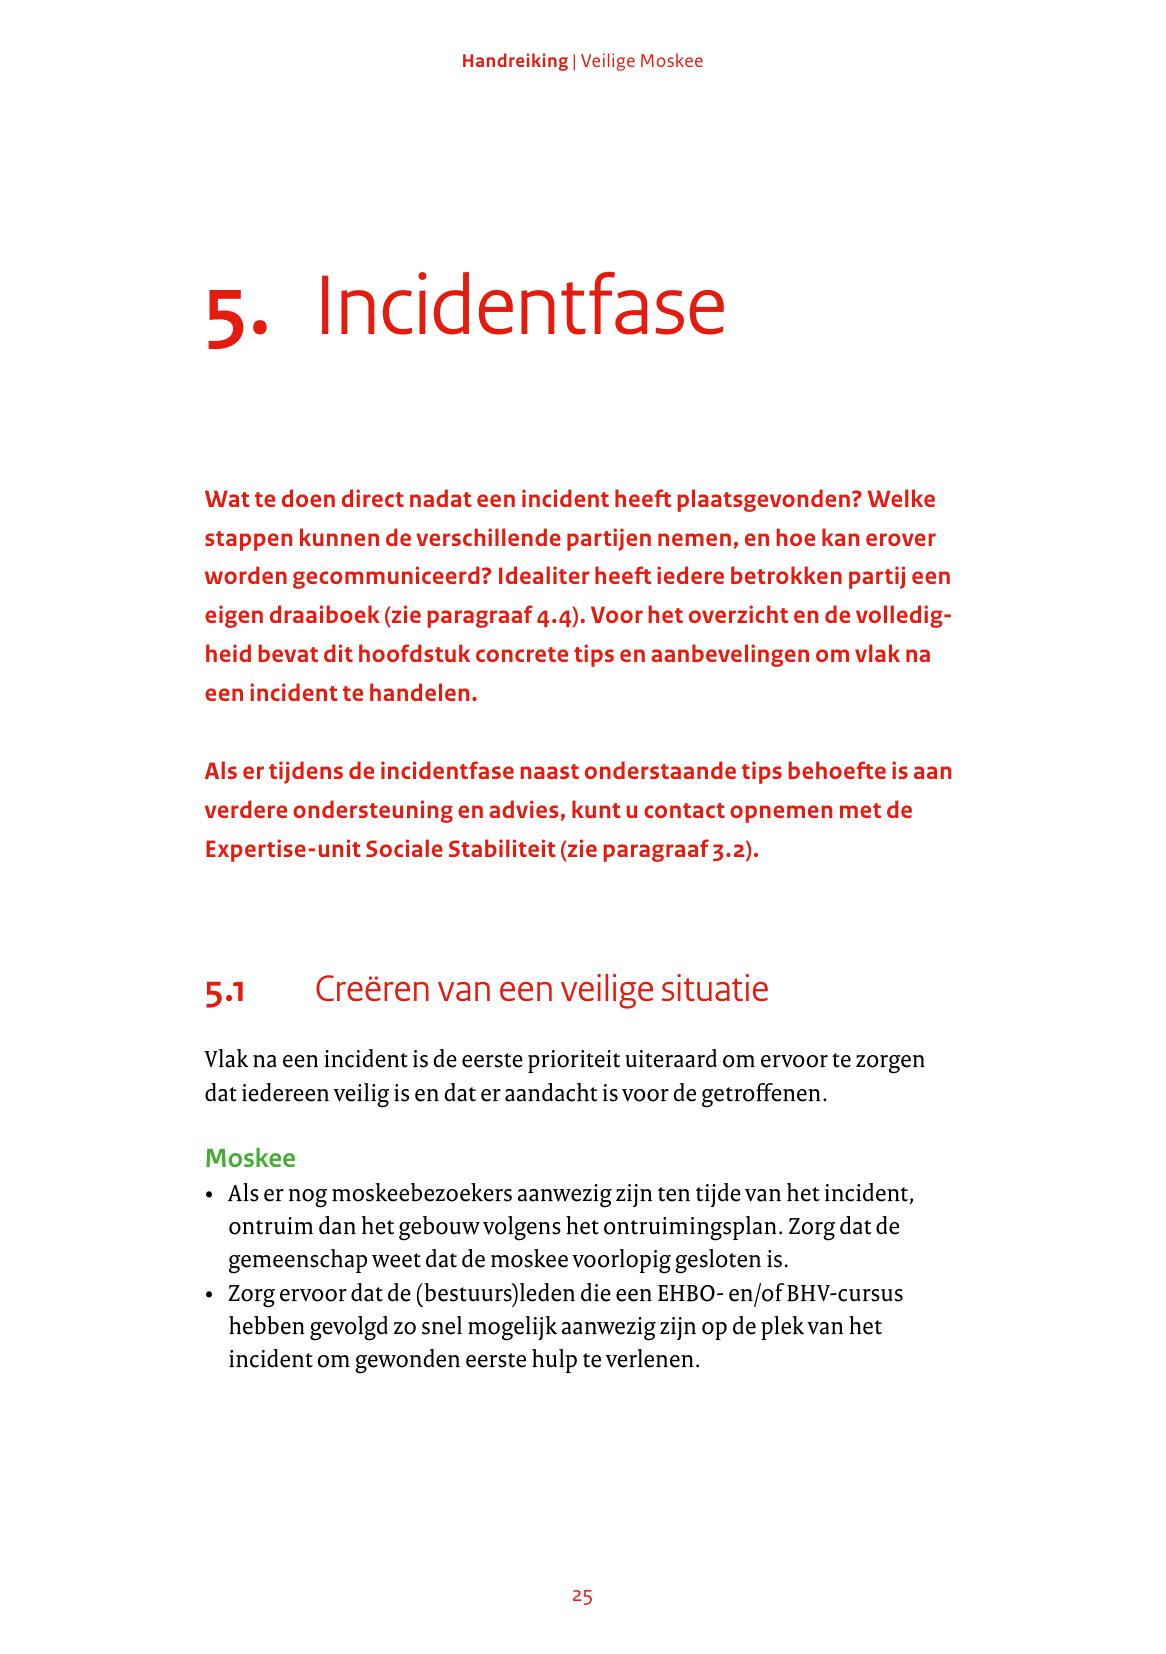 Handreiking | Veilige Moskee
5. Incidentfase
Wat te doen direct nadat een incident heeft plaatsgevonden? Welke
stappen kunnen de verschillende partijen nemen, en hoe kan erover
worden gecommuniceerd? Idealiter heeft iedere betrokken partij een
eigen draaiboek (zie paragraaf 4.4). Voor het overzicht en de volledig-
heid bevat dit hoofdstuk concrete tips en aanbevelingen om vlak na
een incident te handelen.
Als er tijdens de incidentfase naast onderstaande tips behoefte is aan
verdere ondersteuning en advies, kunt u contact opnemen met de
Expertise-unit Sociale Stabiliteit (zie paragraaf 3.2).
5.1 Creëren van een veilige situatie
Vlak na een incident is de eerste prioriteit uiteraard om ervoor te zorgen
dat iedereen veilig is en dat er aandacht is voor de getroffenen.
Moskee
• Als er nog moskeebezoekers aanwezig zijn ten tijde van het incident,
ontruim dan het gebouw volgens het ontruimingsplan. Zorg dat de
gemeenschap weet dat de moskee voorlopig gesloten is.
• Zorg ervoor dat de (bestuurs)leden die een EHBO- en/of BHV-cursus
hebben gevolgd zo snel mogelijk aanwezig zijn op de plek van het
incident om gewonden eerste hulp te verlenen.
25